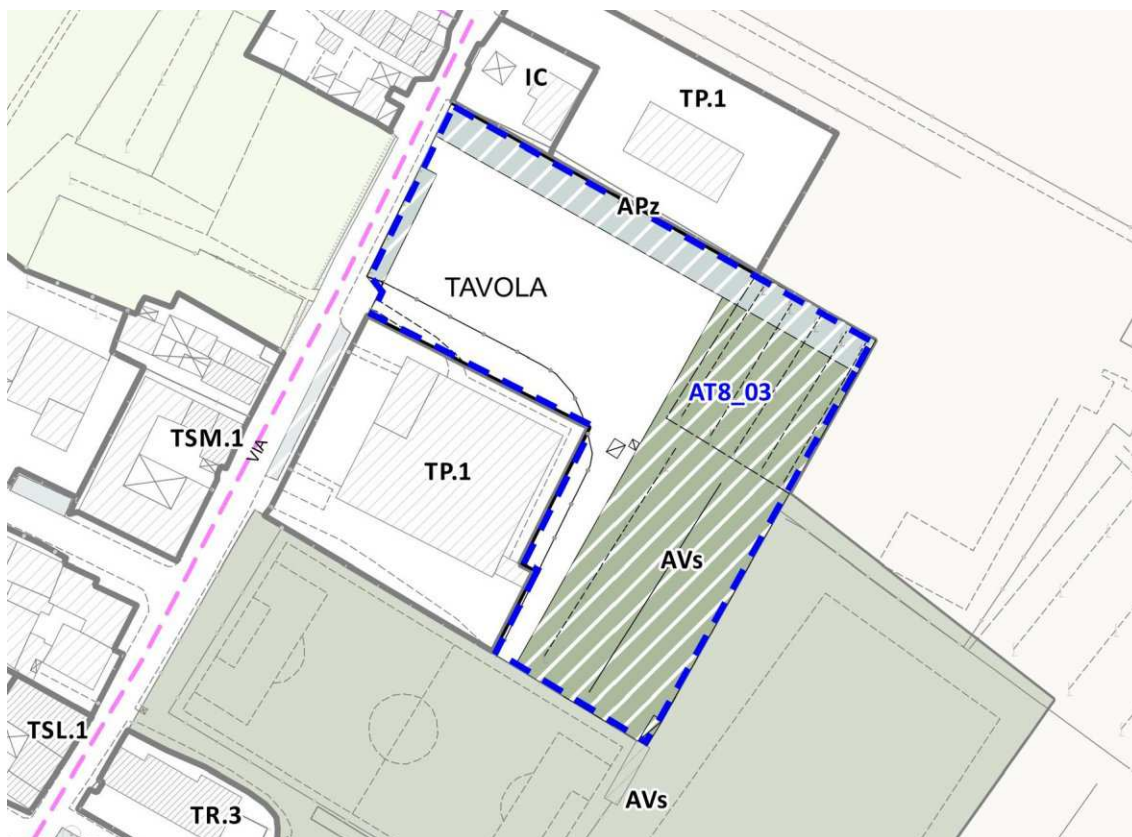 IC
TP.1
APz
TAVOLA
AT8_03
TSM.1
VIA
TP.1
AVs
TSL.1
AVs
TR.3